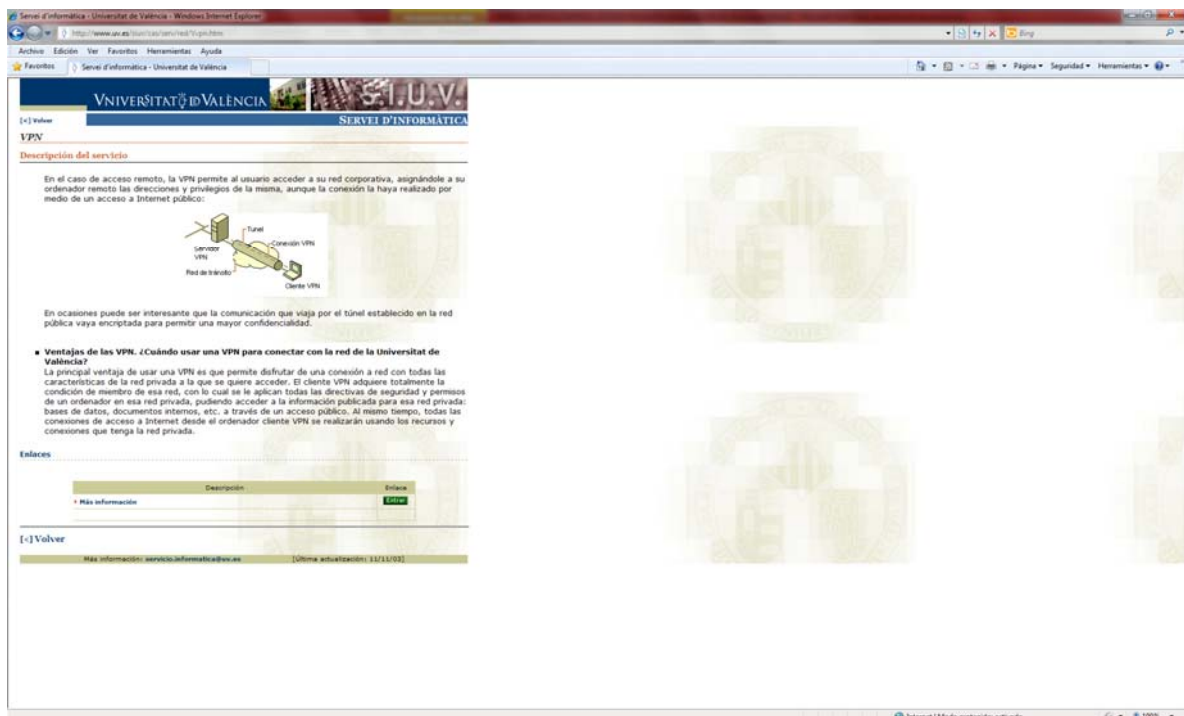 Servei d'informàtica - Universitat de València - Windows Internet Explorer
http://www.uv.es/siuv/cas/serv/red/Vvpn.htm
Bing
Archivo Edición Ver Favoritos Herramientas Ayuda
Favoritos Servei d'informàtica - Universitat de València
Página Seguridad Herramientas
VNIVERSITATŌIDVALÈNCIA S.I.U.V.
[<] Volver SERVEI D'INFORMÀTICA
VPN
Descripción del servicio
En el caso de acceso remoto, la VPN permite al usuario acceder a su red corporativa, asignándole a su
ordenador remoto las direcciones y privilegios de la misma, aunque la conexión la haya realizado por
medio de un acceso a Internet público:
Tunel
Servidor
VPN
Conexión VPN
Red de tránsito
Cliente VPN
En ocasiones puede ser interesante que la comunicación que viaja por el túnel establecido en la red
pública vaya encriptada para permitir una mayor confidencialidad.
Ventajas de las VPN. ¿Cuándo usar una VPN para conectar con la red de la Universitat de
València?
La principal ventaja de usar una VPN es que permite disfrutar de una conexión a red con todas las
características de la red privada a la que se quiere acceder. El cliente VPN adquiere totalmente la
condición de miembro de esa red, con lo cual se le aplican todas las directivas de seguridad y permisos
de un ordenador en esa red privada, pudiendo acceder a la información publicada para esa red privada:
bases de datos, documentos internos, etc. a través de un acceso público. Al mismo tiempo, todas las
conexiones de acceso a Internet desde el ordenador cliente VPN se realizarán usando los recursos y
conexiones que tenga la red privada.
Enlaces
Descripción Enlace
Más información Entrar
[<] Volver
Más información: servicio.informatica@uv.es [Última actualización: 11/11/03]